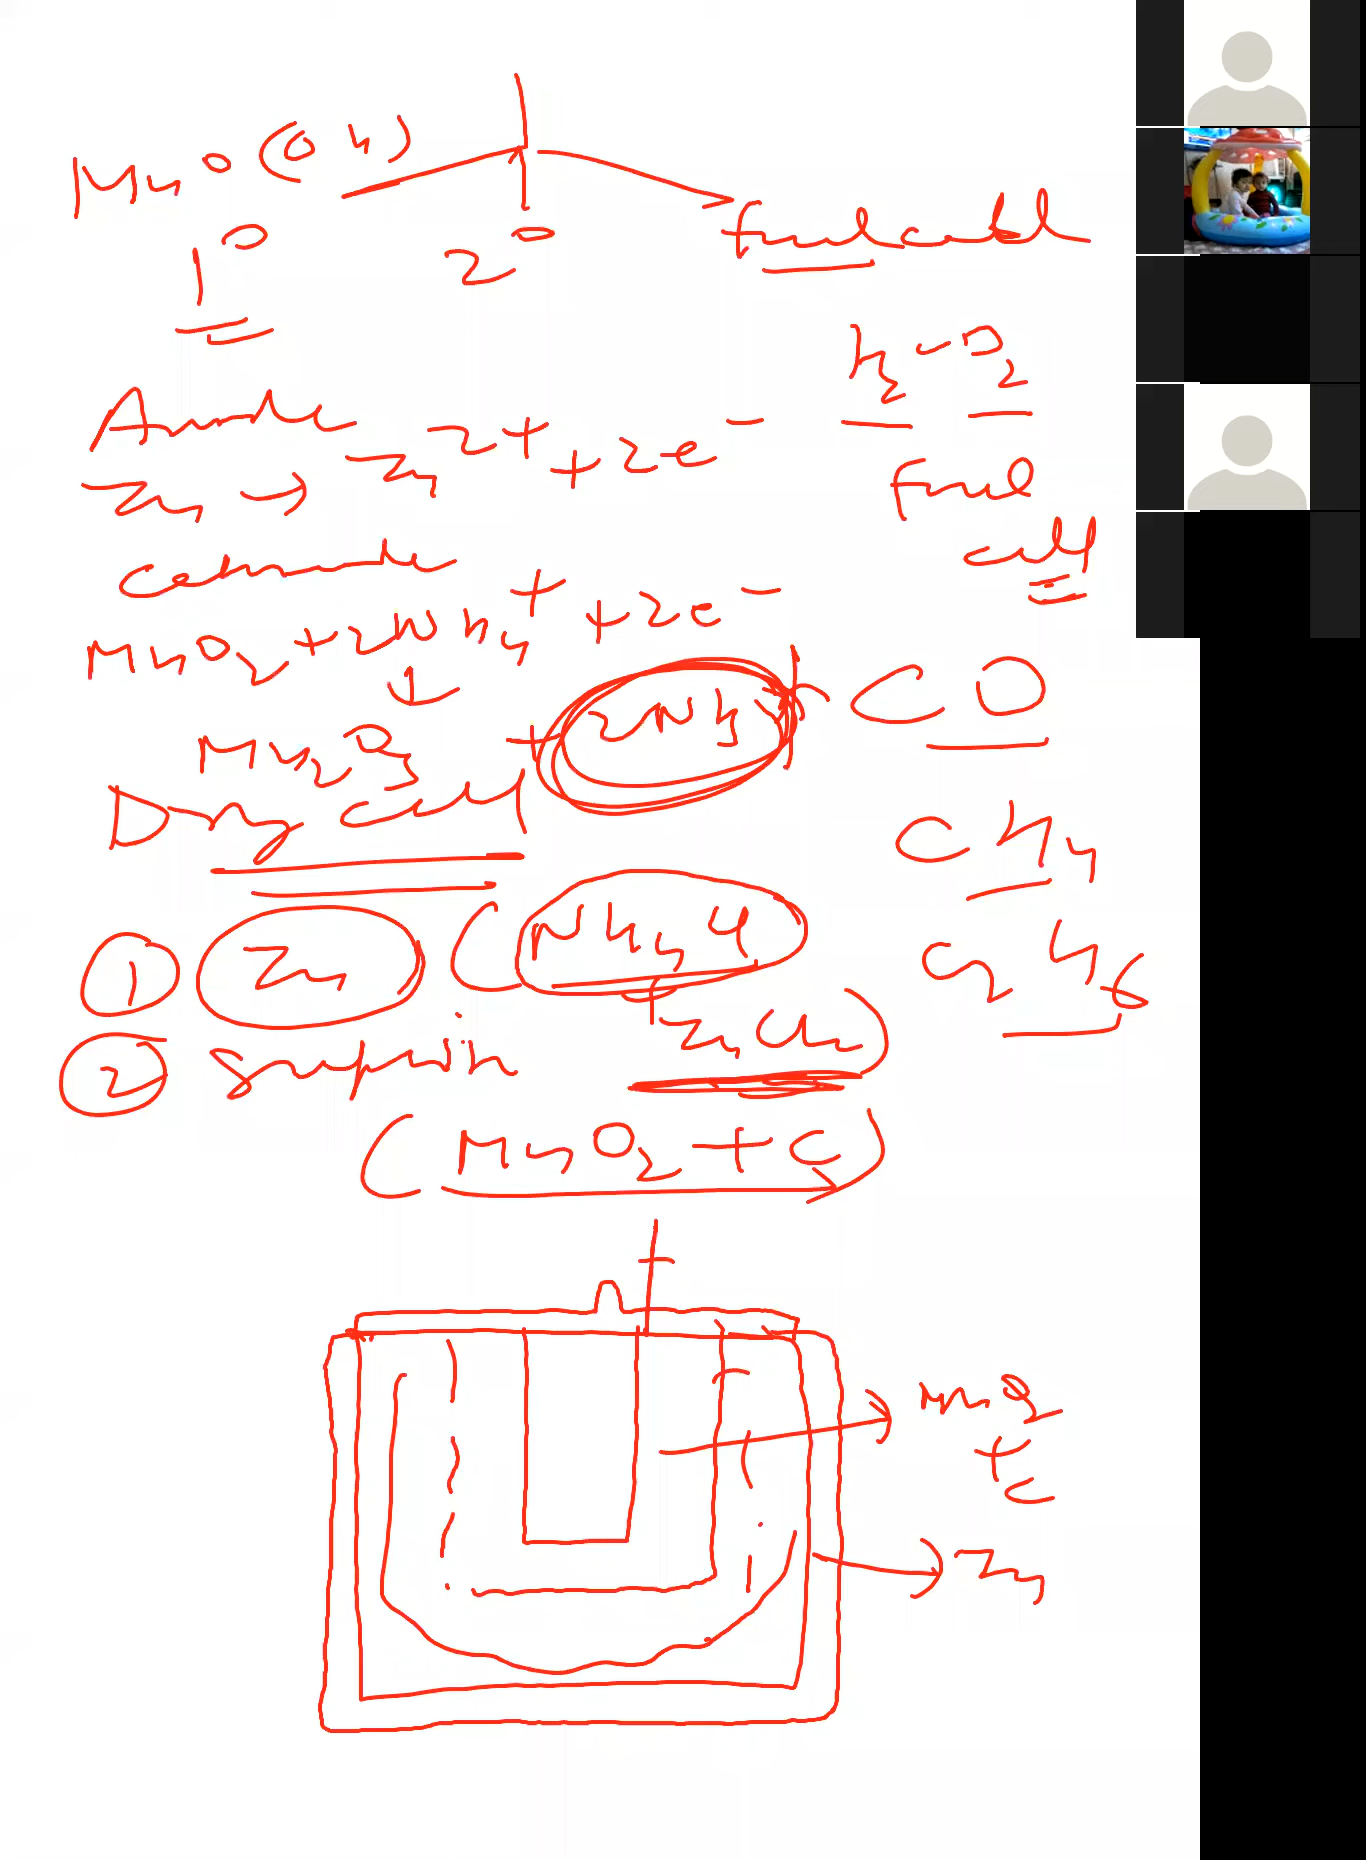 MnO(OH)
1° 2° fuel cell
H2-O2
Fuel
cell
Anode
Zn → Zn2+ + 2e-
Cathode
MnO2 + 2NH4+ + 2e-
↓
Mn2O3 + 2NH3
CO
CH4
C2H6
Dry cell
1 Zn (NH4Cl
+ ZnCl2)
2 Graphite
(MnO2 + C)
+
MnO2
+ C
Zn